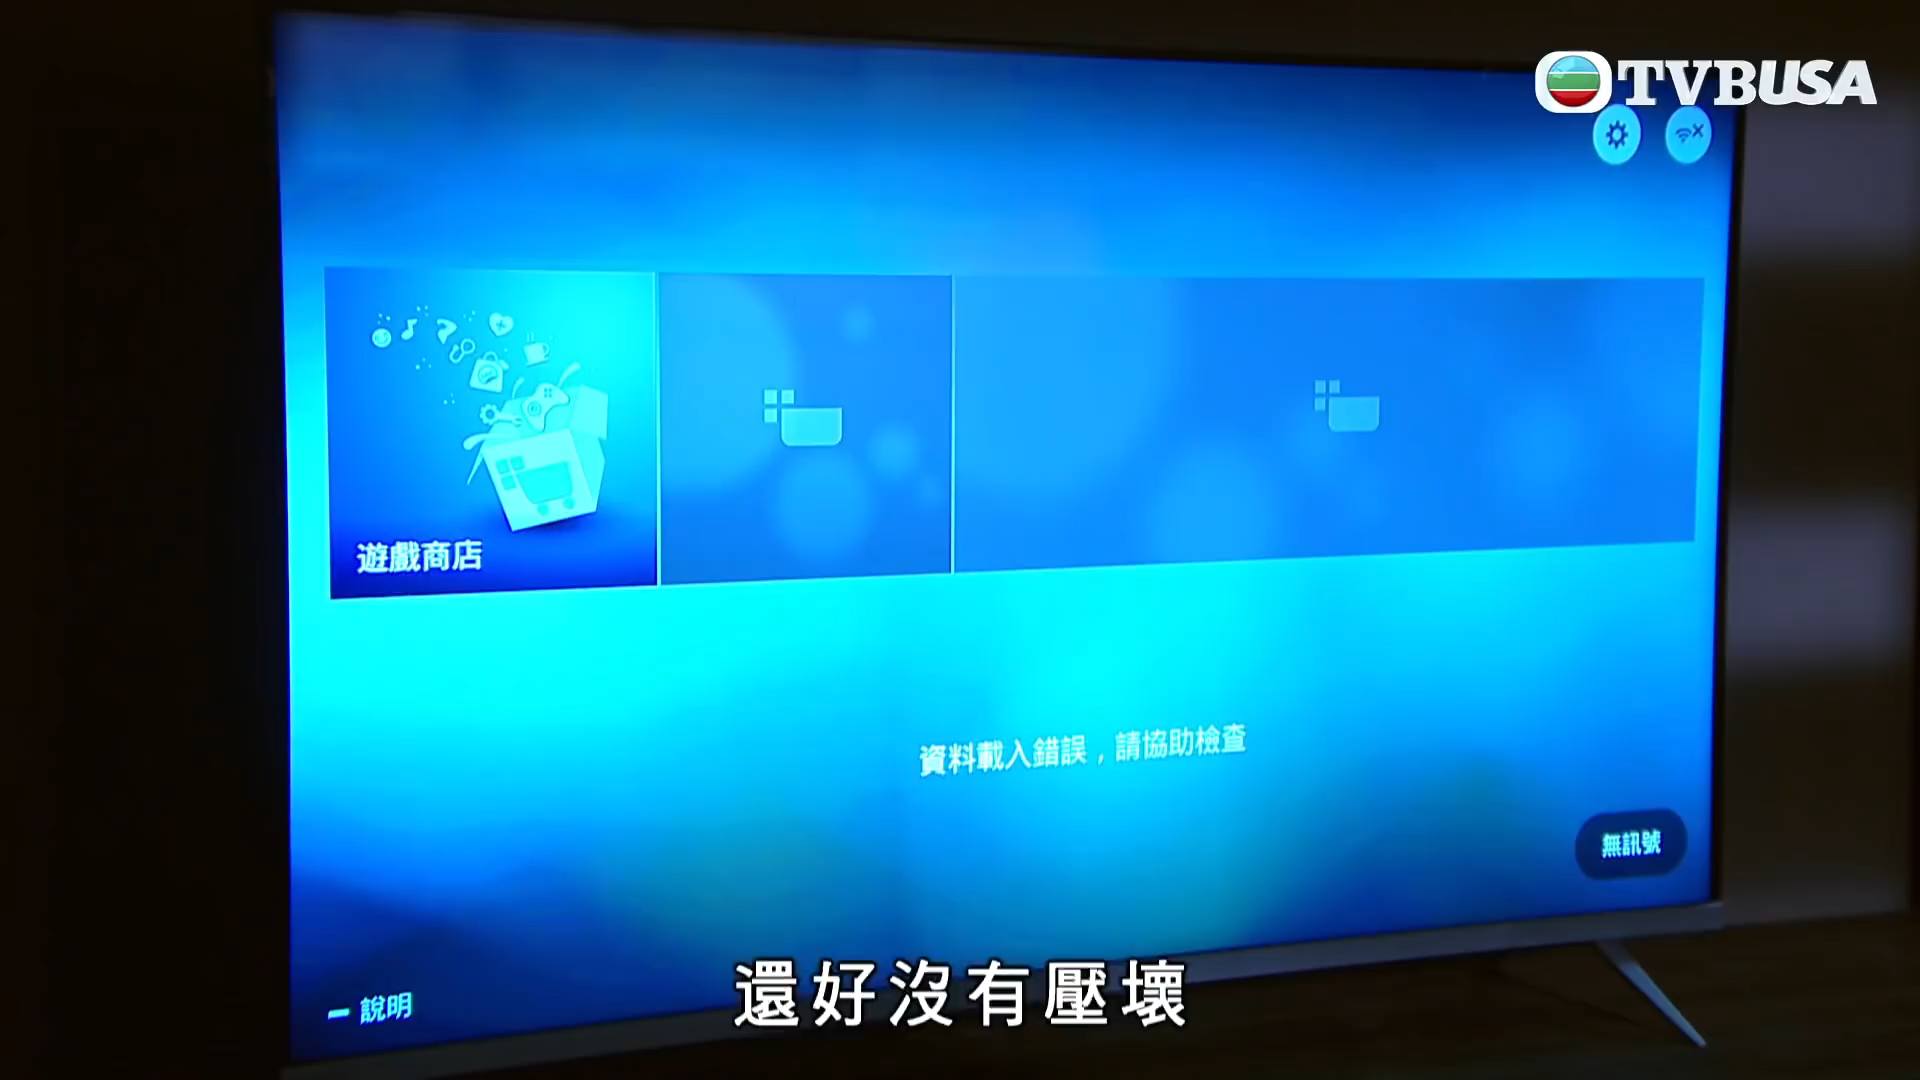 TVBUSA
遊戲商店
資料載入錯誤，請協助檢查
無訊號
說明
還好沒有壓壞